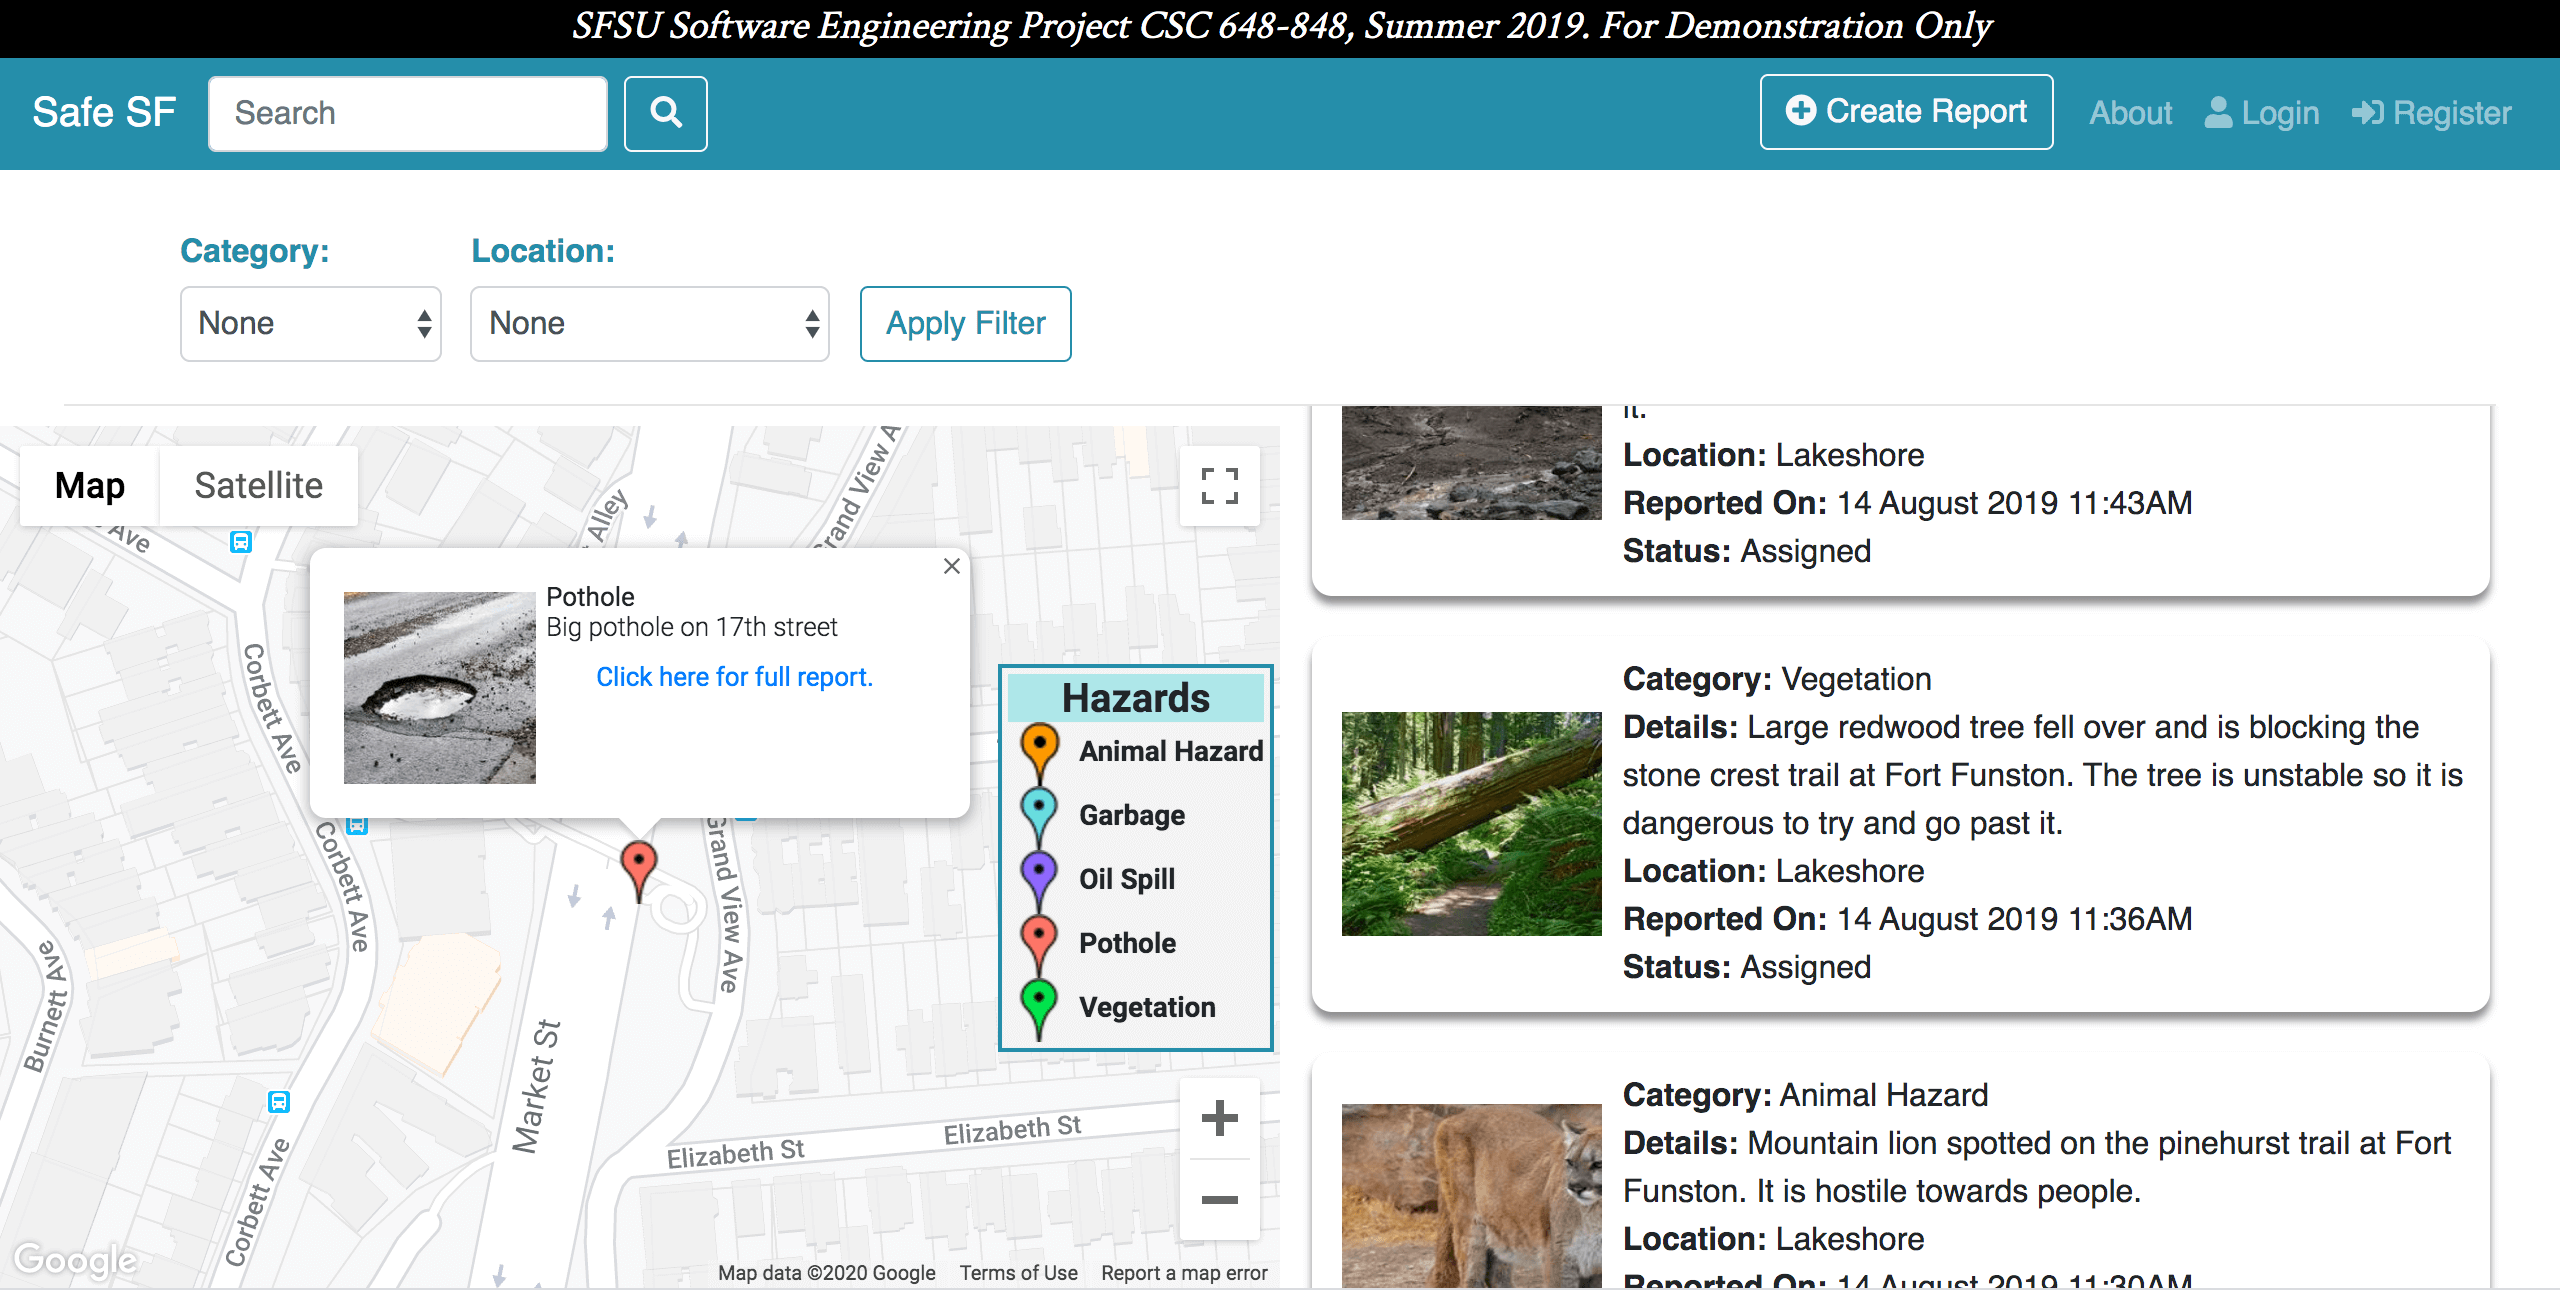 SFSU Software Engineering Project CSC 648-848, Summer 2019. For Demonstration Only
Safe SF
Search
Create Report
About
Login
Register
Category:
Location:
None
None
Apply Filter
Map
Satellite
Ave
Alley
Grand View A
Pothole
Big pothole on 17th street
Click here for full report.
Corbett Ave
Corbett Ave
Grand View Ave
Burnett Ave
Market St
Corbett Ave
Elizabeth St
Elizabeth St
Hazards
Animal Hazard
Garbage
Oil Spill
Pothole
Vegetation
Google
Map data ©2020 Google
Terms of Use
Report a map error
it.
Location: Lakeshore
Reported On: 14 August 2019 11:43AM
Status: Assigned
Category: Vegetation
Details: Large redwood tree fell over and is blocking the
stone crest trail at Fort Funston. The tree is unstable so it is
dangerous to try and go past it.
Location: Lakeshore
Reported On: 14 August 2019 11:36AM
Status: Assigned
Category: Animal Hazard
Details: Mountain lion spotted on the pinehurst trail at Fort
Funston. It is hostile towards people.
Location: Lakeshore
Reported On: 14 August 2019 11:30AM